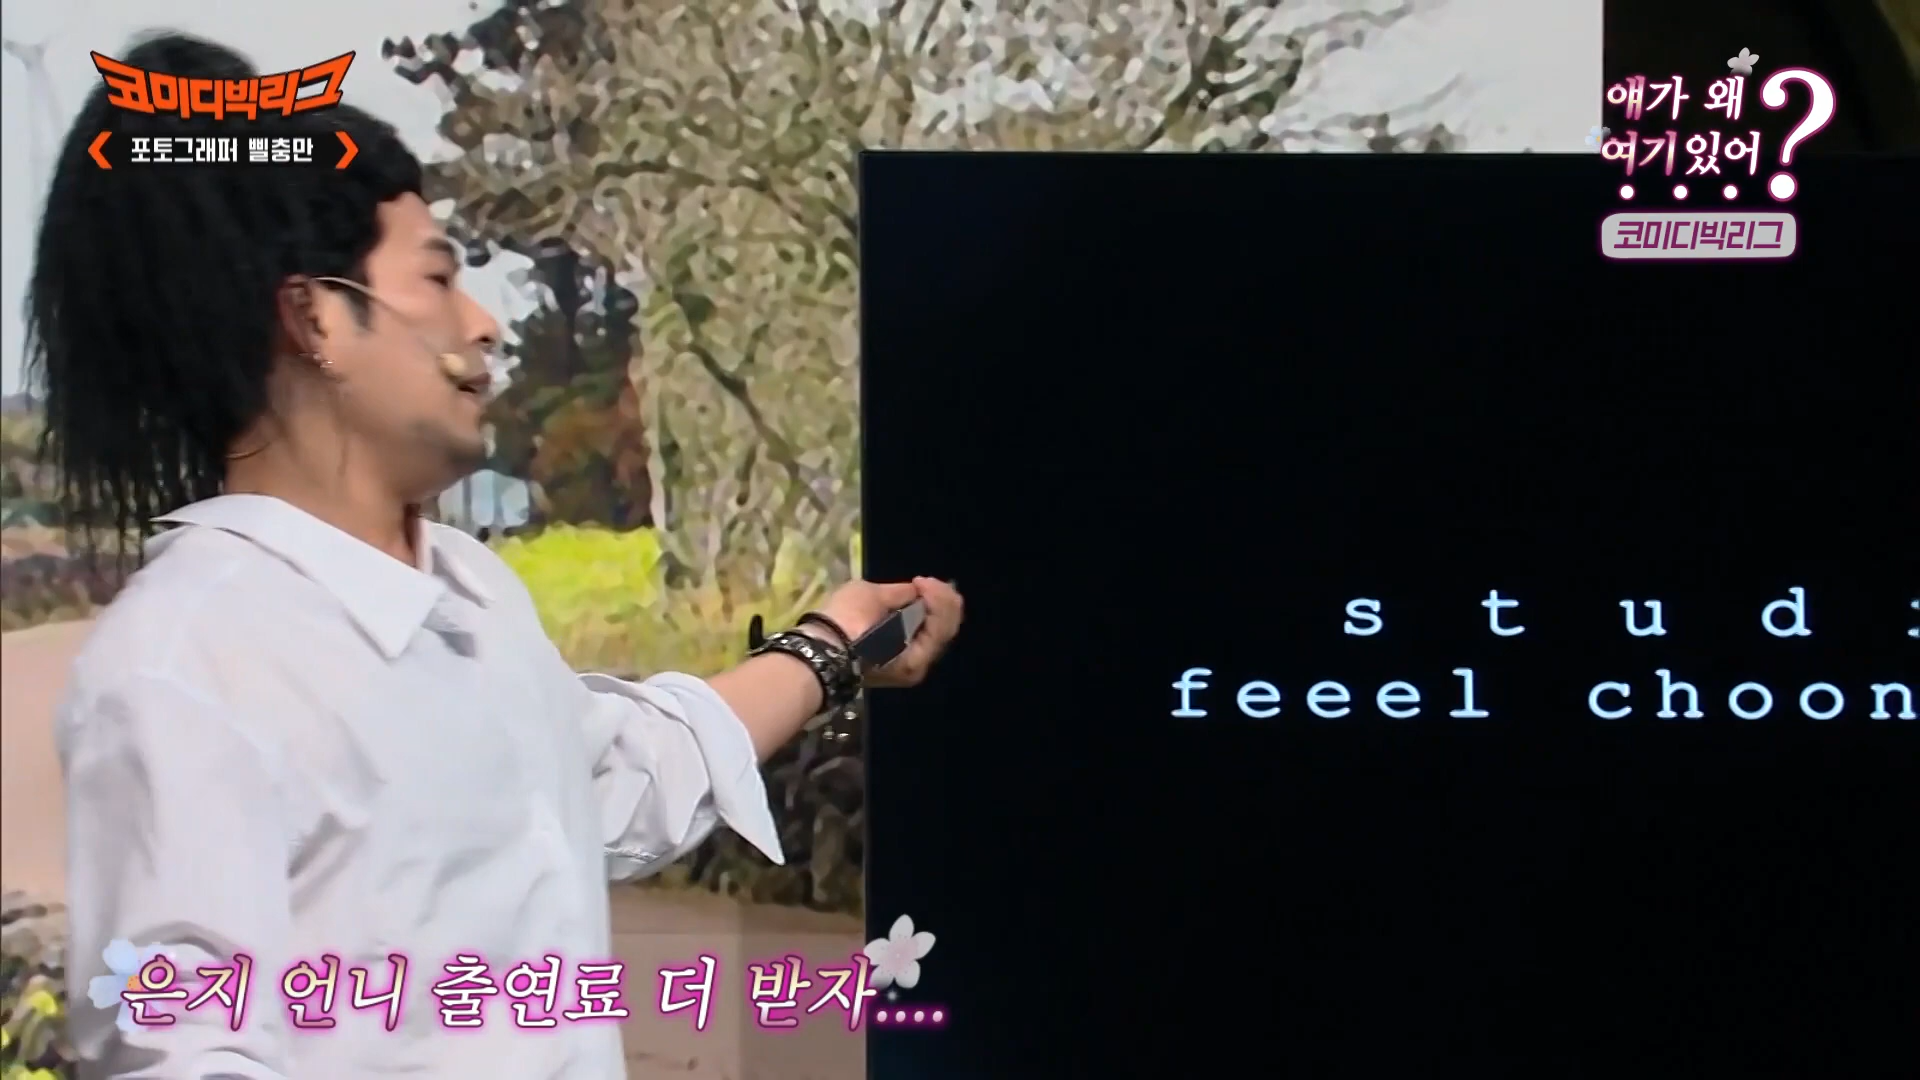 코미디빅리그
포토그래퍼 삘충만
얘가 왜
여기있어?
코미디빅리그
s t u d
feeel choon
은지 언니 출연료 더 받자....